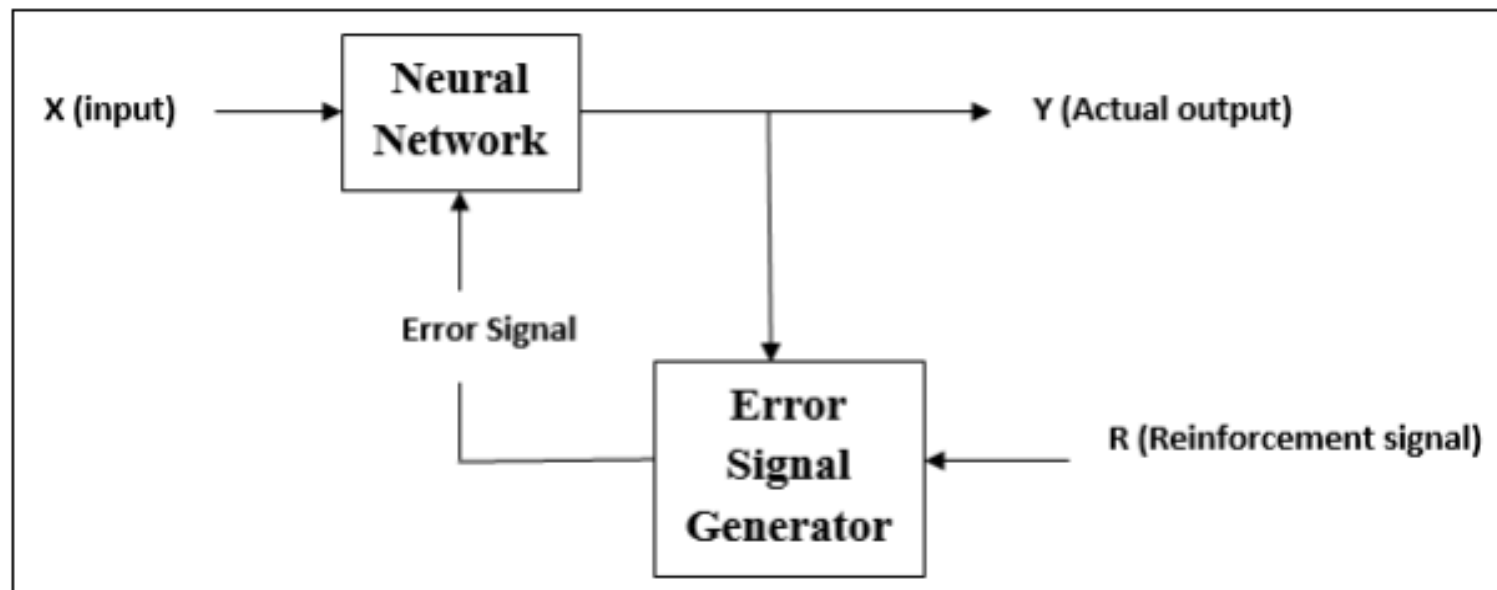 Neural
Network
X (input)
Y (Actual output)
Error Signal
Error
Signal
Generator
R (Reinforcement signal)